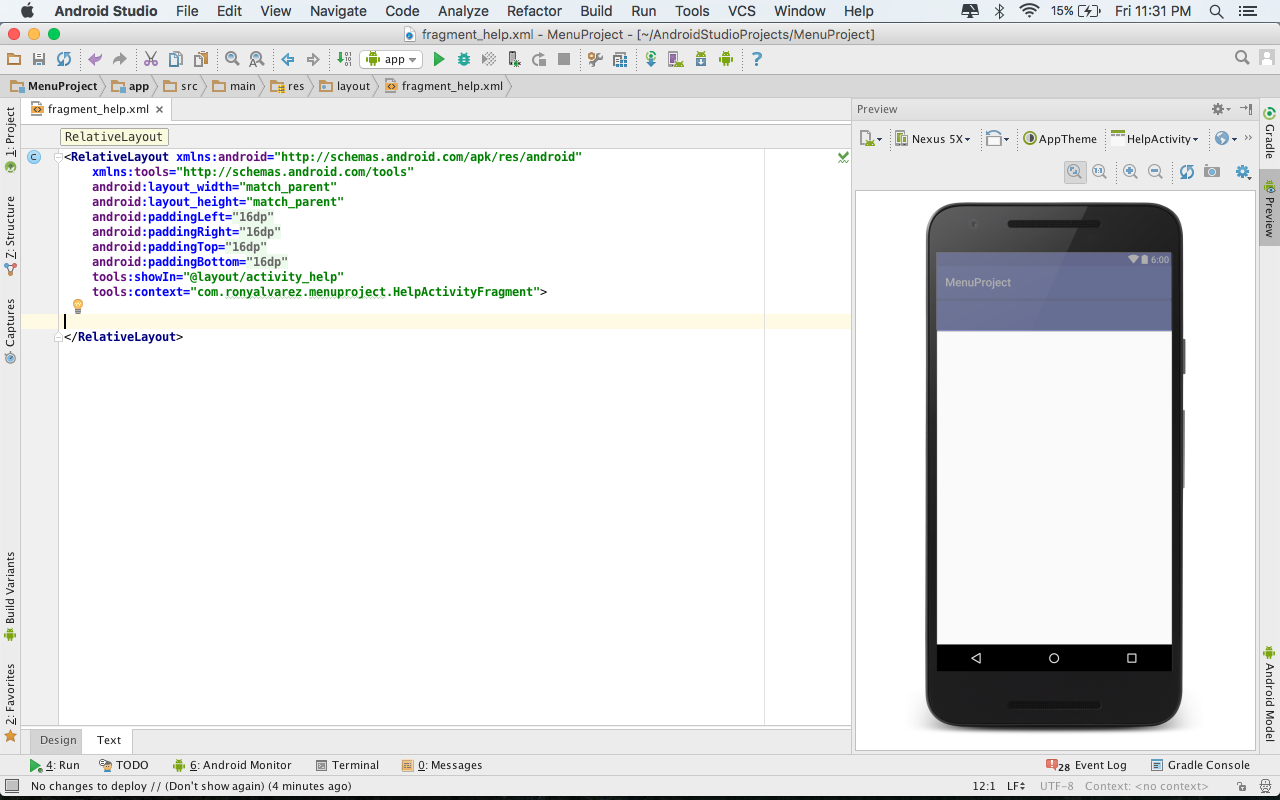 Android Studio File Edit View Navigate Code Analyze Refactor Build Run Tools VCS Window Help 15% Fri 11:31 PM
fragment_help.xml - MenuProject - [~/AndroidStudioProjects/MenuProject]
app
MenuProject app src main res layout fragment_help.xml
fragment_help.xml
Preview
RelativeLayout
Nexus 5X AppTheme HelpActivity
<RelativeLayout xmlns:android="http://schemas.android.com/apk/res/android"
xmlns:tools="http://schemas.android.com/tools"
android:layout_width="match_parent"
android:layout_height="match_parent"
android:paddingLeft="16dp"
android:paddingRight="16dp"
android:paddingTop="16dp"
android:paddingBottom="16dp"
tools:showIn="@layout/activity_help"
tools:context="com.ronyalvarez.menuproject.HelpActivityFragment">
</RelativeLayout>
1: Project
7: Structure
Captures
Build Variants
2: Favorites
6:00
MenuProject
Gradle
Preview
Android Model
Design Text
4: Run TODO 6: Android Monitor Terminal 0: Messages 28 Event Log Gradle Console
No changes to deploy // (Don't show again) (4 minutes ago) 12:1 LF UTF-8 Context: <no context>